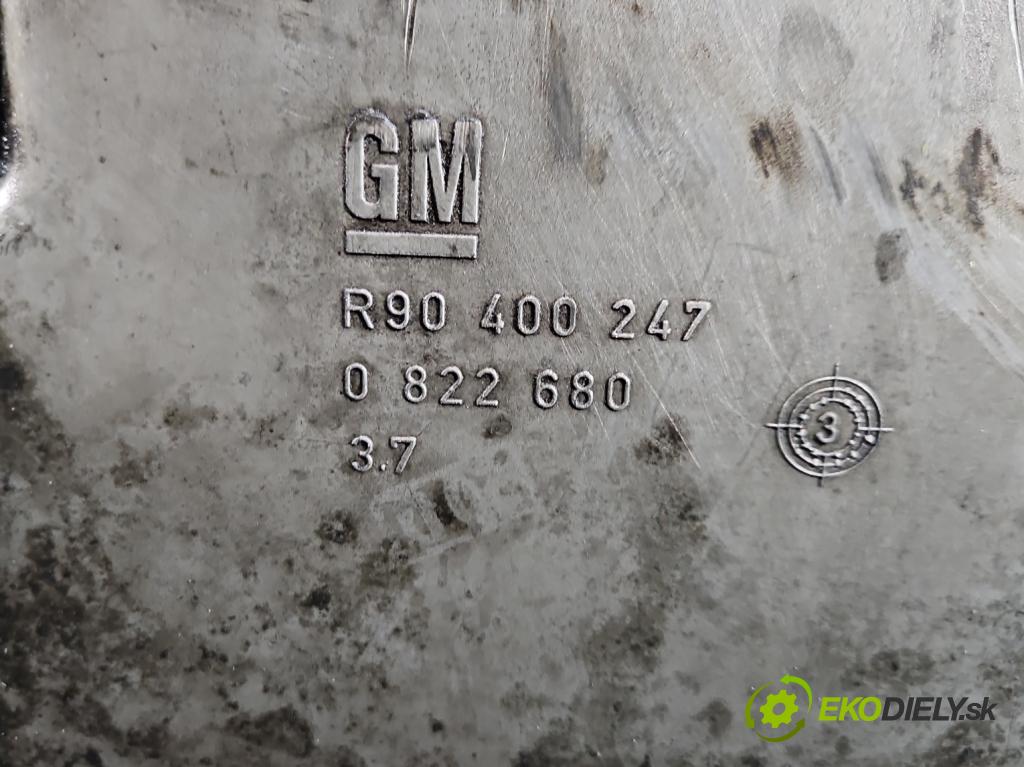 GM
R90 400 247
0 822 680
3.7
3
EKODIELY.sk